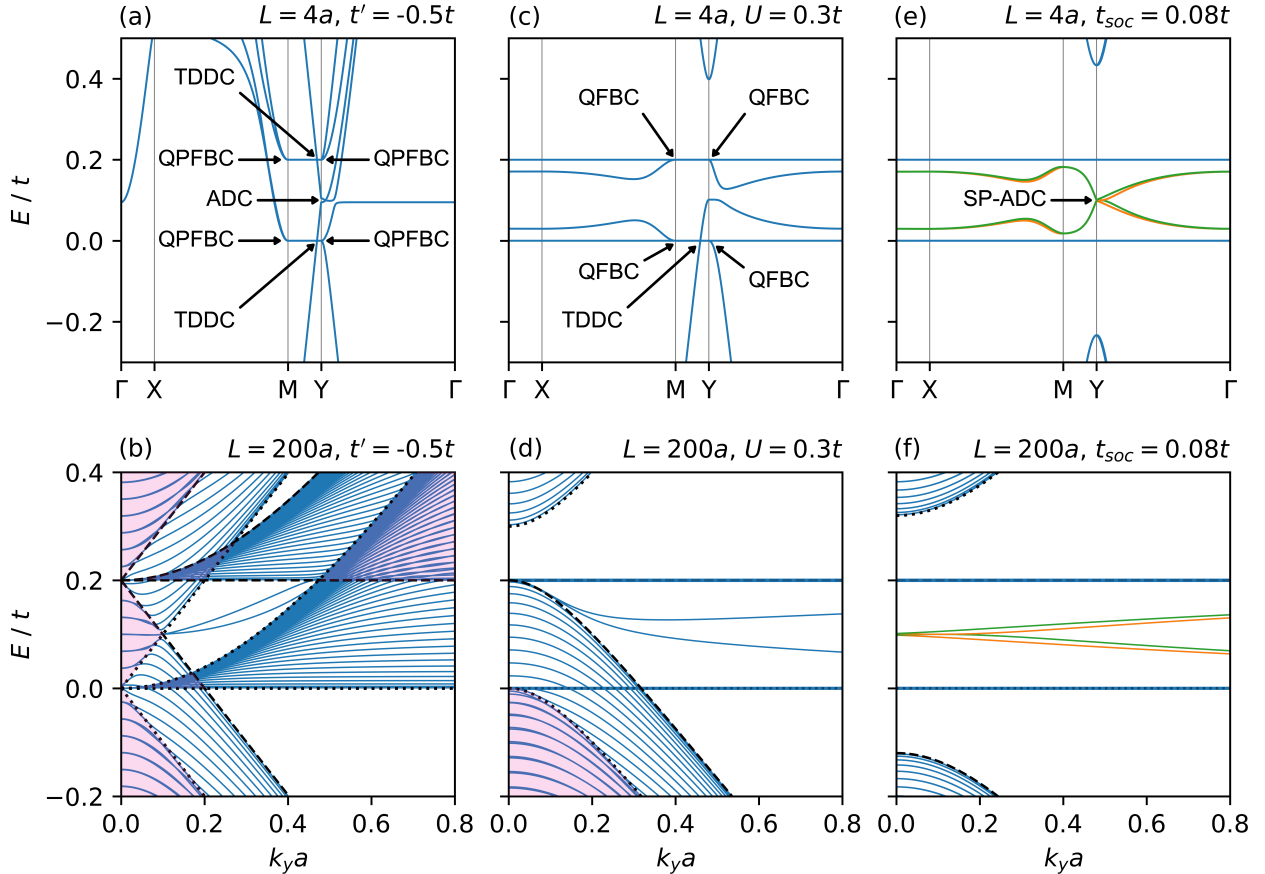 (a) L = 4a, t′ = -0.5t
(c) L = 4a, U = 0.3t
(e) L = 4a, t_soc = 0.08t
E / t
0.4
0.2
0.0
−0.2
TDDC
QPFBC
QPFBC
ADC
QPFBC
QPFBC
TDDC
Γ X M Y Γ
QFBC
QFBC
QFBC
QFBC
TDDC
Γ X M Y Γ
SP-ADC
Γ X M Y Γ
(b) L = 200a, t′ = -0.5t
(d) L = 200a, U = 0.3t
(f) L = 200a, t_soc = 0.08t
E / t
0.4
0.2
0.0
−0.2
0.0 0.2 0.4 0.6 0.8
0.0 0.2 0.4 0.6 0.8
0.0 0.2 0.4 0.6 0.8
k_y a
k_y a
k_y a